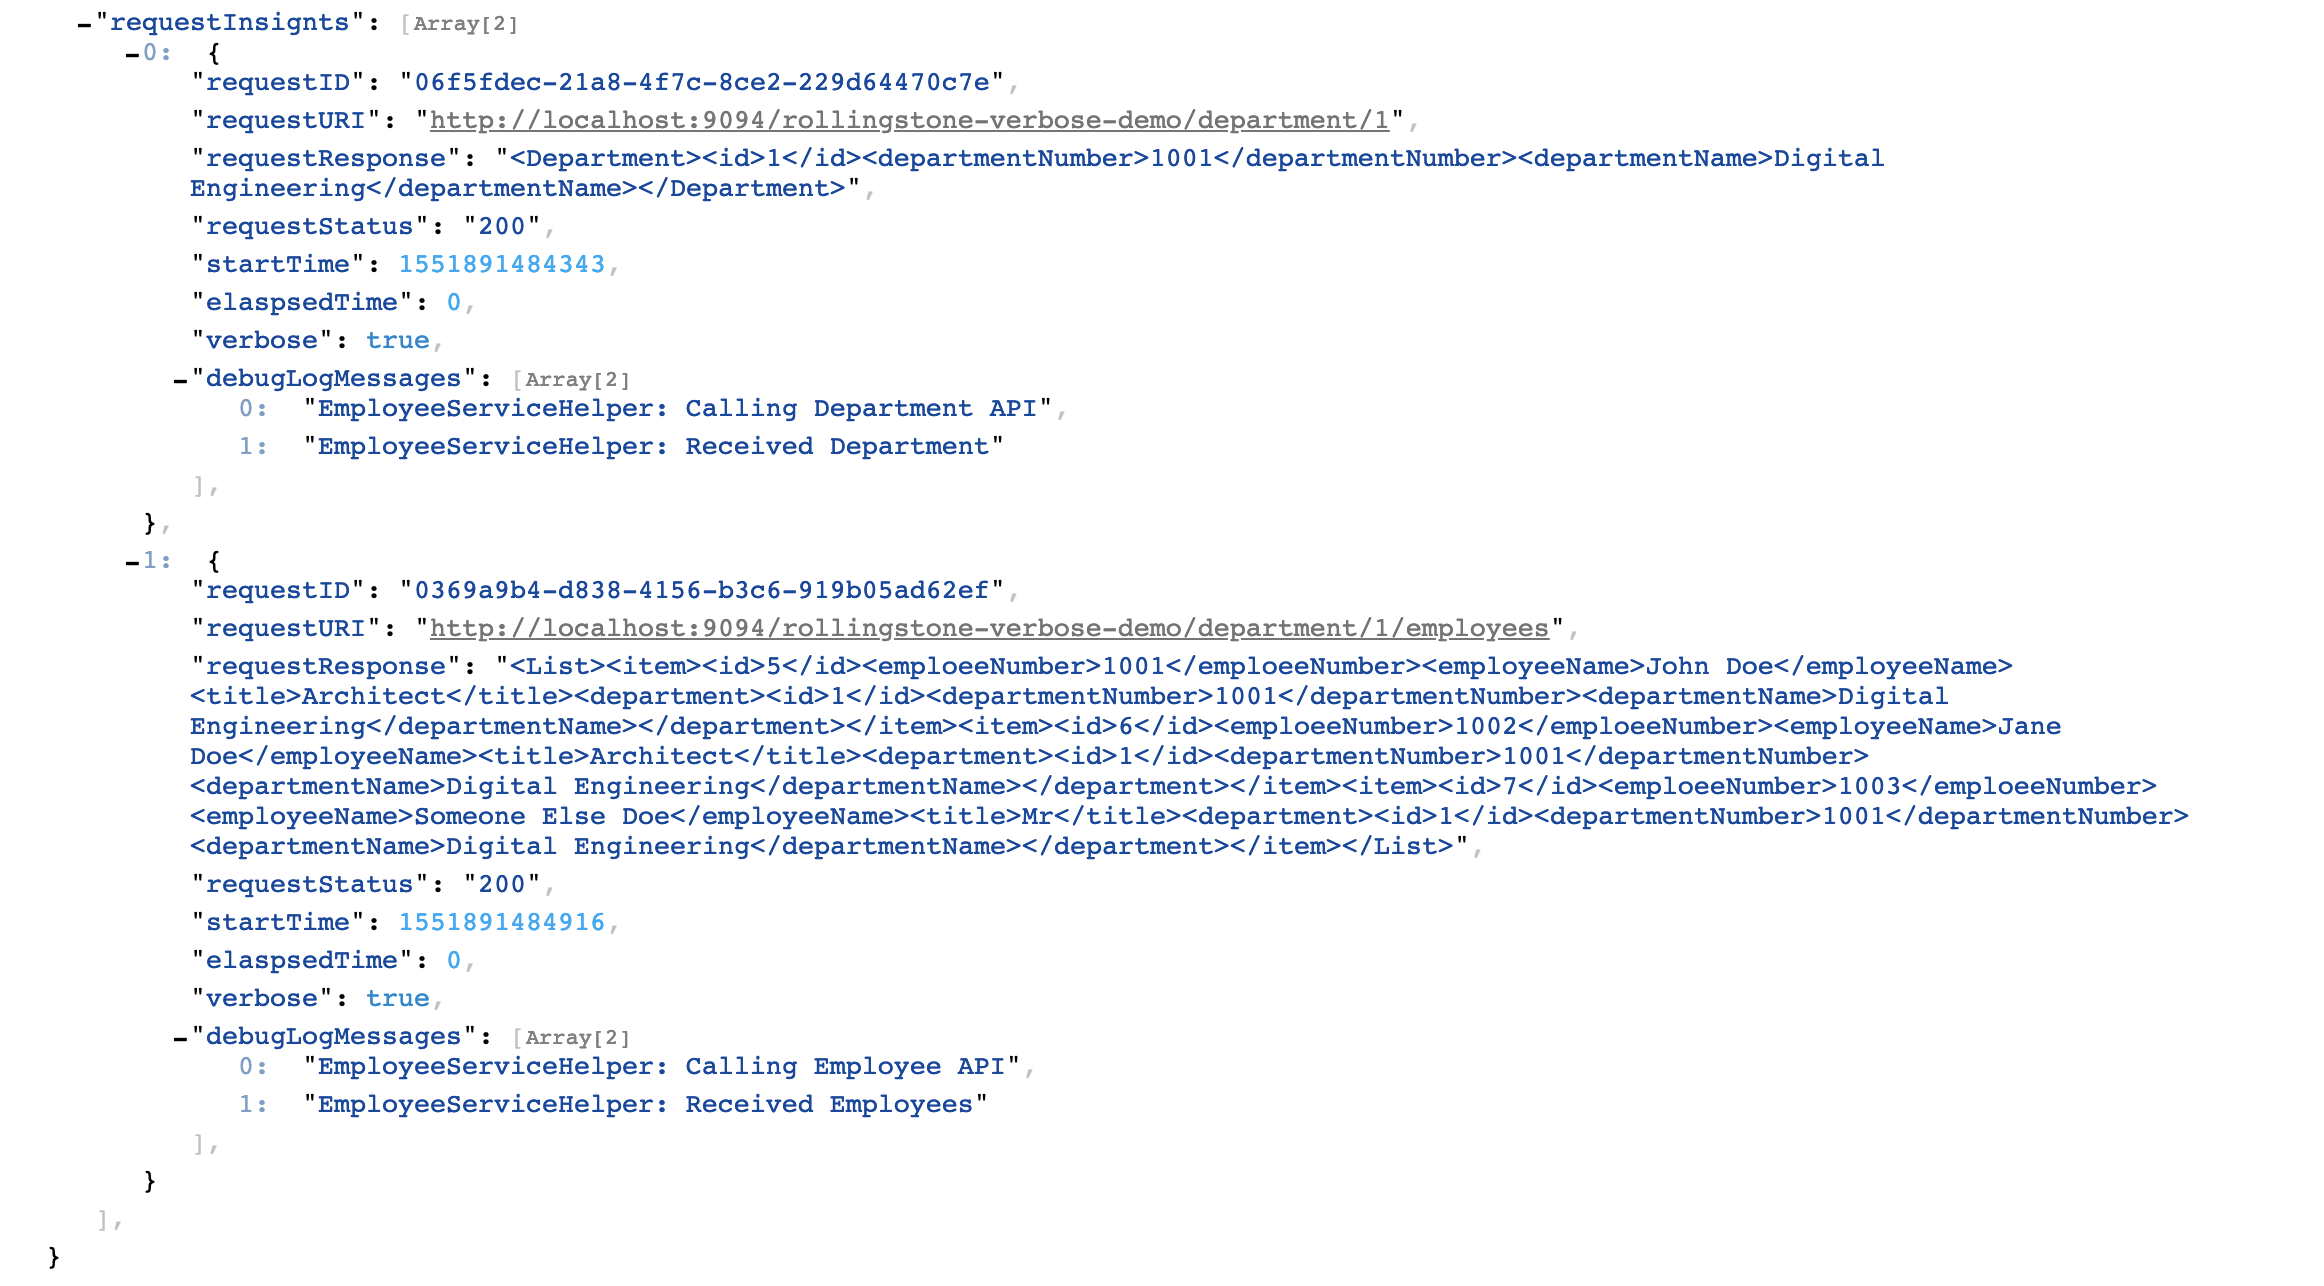 −"requestInsignts": [Array[2]
−0: {
"requestID": "06f5fdec-21a8-4f7c-8ce2-229d64470c7e",
"requestURI": "http://localhost:9094/rollingstone-verbose-demo/department/1",
"requestResponse": "<Department><id>1</id><departmentNumber>1001</departmentNumber><departmentName>Digital
Engineering</departmentName></Department>",
"requestStatus": "200",
"startTime": 1551891484343,
"elaspsedTime": 0,
"verbose": true,
−"debugLogMessages": [Array[2]
0: "EmployeeServiceHelper: Calling Department API",
1: "EmployeeServiceHelper: Received Department"
],
},
−1: {
"requestID": "0369a9b4-d838-4156-b3c6-919b05ad62ef",
"requestURI": "http://localhost:9094/rollingstone-verbose-demo/department/1/employees",
"requestResponse": "<List><item><id>5</id><emploeeNumber>1001</emploeeNumber><employeeName>John Doe</employeeName>
<title>Architect</title><department><id>1</id><departmentNumber>1001</departmentNumber><departmentName>Digital
Engineering</departmentName></department></item><item><id>6</id><emploeeNumber>1002</emploeeNumber><employeeName>Jane
Doe</employeeName><title>Architect</title><department><id>1</id><departmentNumber>1001</departmentNumber>
<departmentName>Digital Engineering</departmentName></department></item><item><id>7</id><emploeeNumber>1003</emploeeNumber>
<employeeName>Someone Else Doe</employeeName><title>Mr</title><department><id>1</id><departmentNumber>1001</departmentNumber>
<departmentName>Digital Engineering</departmentName></department></item></List>",
"requestStatus": "200",
"startTime": 1551891484916,
"elaspsedTime": 0,
"verbose": true,
−"debugLogMessages": [Array[2]
0: "EmployeeServiceHelper: Calling Employee API",
1: "EmployeeServiceHelper: Received Employees"
],
}
],
}